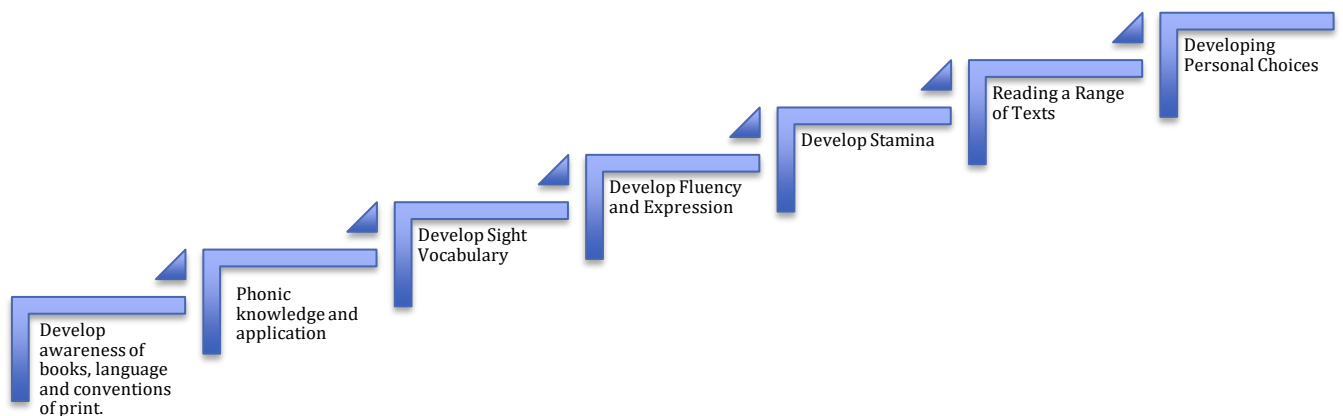 Develop
awareness of
books, language
and conventions
of print.
Phonic
knowledge and
application
Develop Sight
Vocabulary
Develop Fluency
and Expression
Develop Stamina
Reading a Range
of Texts
Developing
Personal Choices